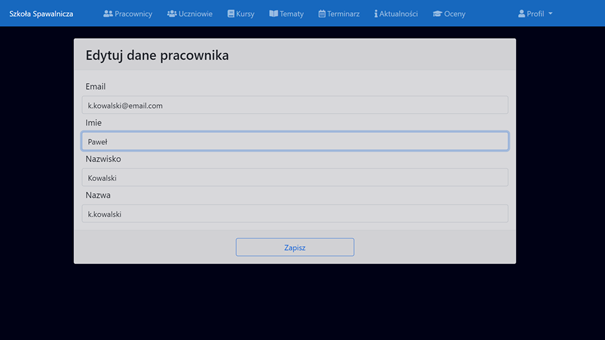 Szkoła Spawalnicza Pracownicy Uczniowie Kursy Tematy Terminarz Aktualności Oceny Profil
Edytuj dane pracownika
Email
k.kowalski@email.com
Imie
Paweł
Nazwisko
Kowalski
Nazwa
k.kowalski
Zapisz